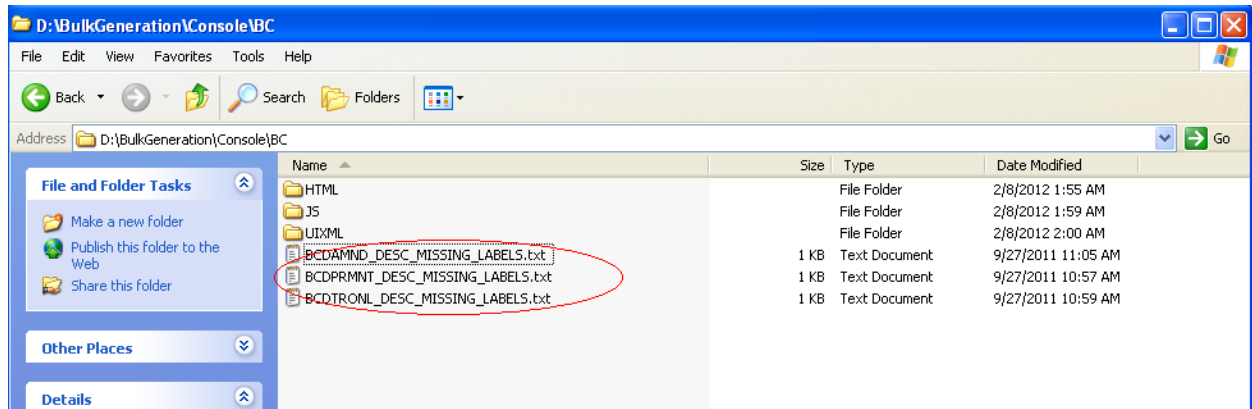 D:\BulkGeneration\Console\BC
File Edit View Favorites Tools Help
Back Search Folders
Address D:\BulkGeneration\Console\BC Go
Name Size Type Date Modified
File and Folder Tasks
Make a new folder
Publish this folder to the
Web
Share this folder
Other Places
Details
HTML File Folder 2/8/2012 1:55 AM
JS File Folder 2/8/2012 1:59 AM
UIXML File Folder 2/8/2012 2:00 AM
BCDAMND_DESC_MISSING_LABELS.txt 1 KB Text Document 9/27/2011 11:05 AM
BCDPRMNT_DESC_MISSING_LABELS.txt 1 KB Text Document 9/27/2011 10:57 AM
BCDTRONL_DESC_MISSING_LABELS.txt 1 KB Text Document 9/27/2011 10:59 AM